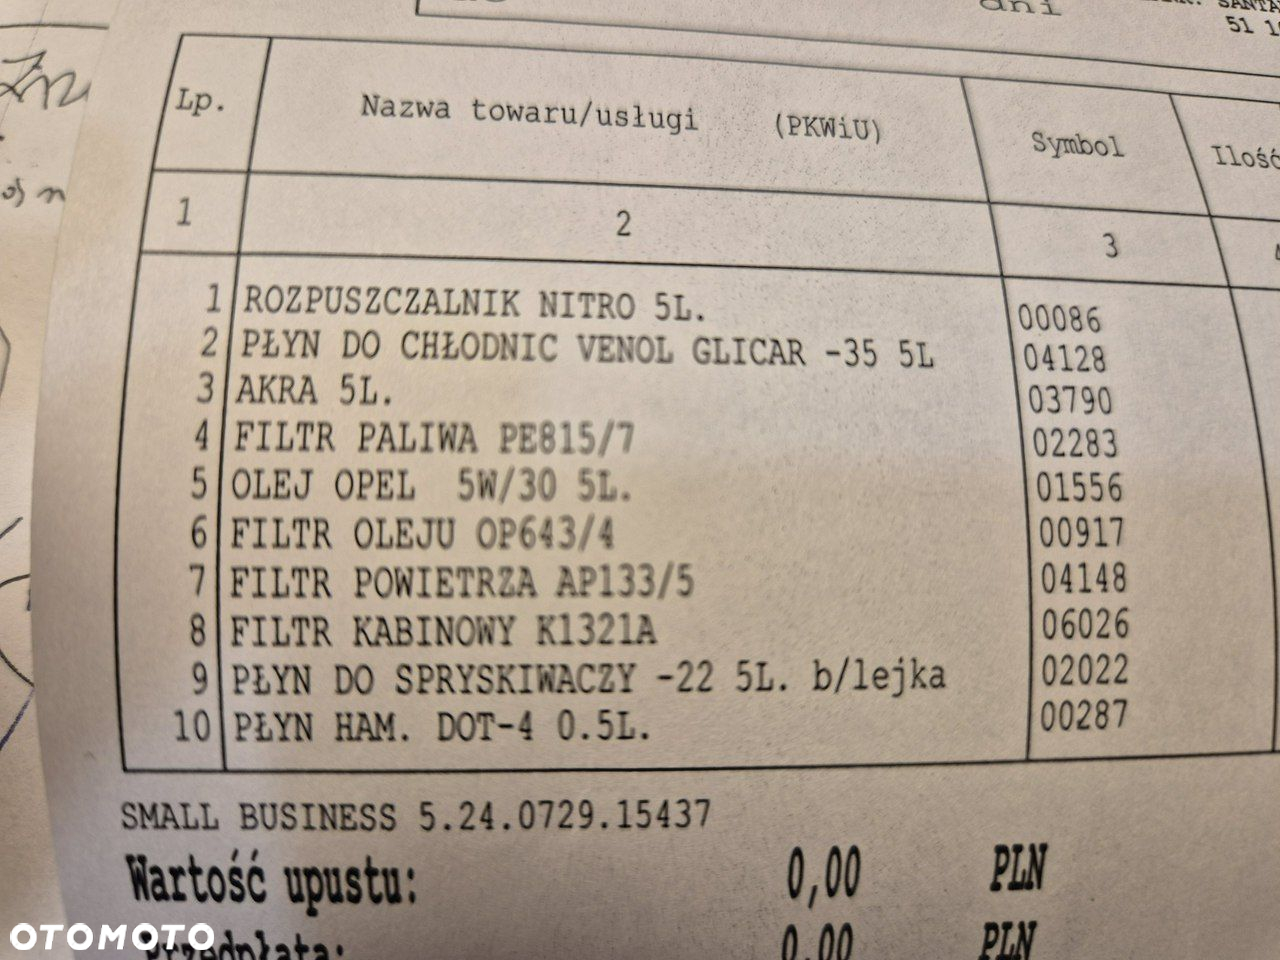 dni
51
Lp. Nazwa towaru/usługi (PKWiU) Symbol Ilość
1 2 3
1 ROZPUSZCZALNIK NITRO 5L. 00086
2 PŁYN DO CHŁODNIC VENOL GLICAR -35 5L 04128
3 AKRA 5L. 03790
4 FILTR PALIWA PE815/7 02283
5 OLEJ OPEL 5W/30 5L. 01556
6 FILTR OLEJU OP643/4 00917
7 FILTR POWIETRZA AP133/5 04148
8 FILTR KABINOWY K1321A 06026
9 PŁYN DO SPRYSKIWACZY -22 5L. b/lejka 02022
10 PŁYN HAM. DOT-4 0.5L. 00287
SMALL BUSINESS 5.24.0729.15437
Wartość upustu: 0,00 PLN
Przedpłata: 0,00 PLN
OTOMOTO